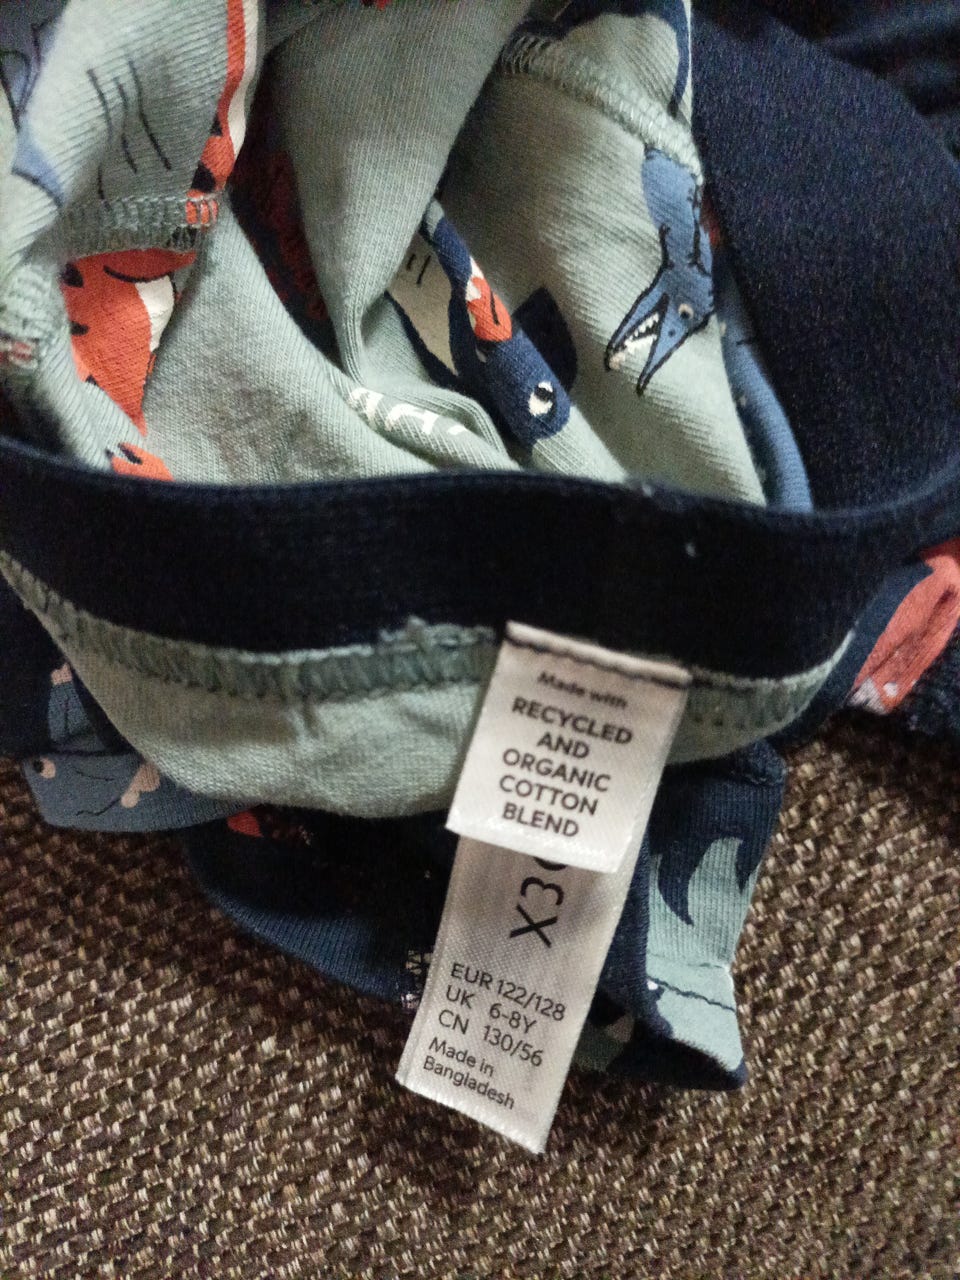 Made with
RECYCLED
AND
ORGANIC
COTTON
BLEND
EUR 122/128
UK 6-8Y
CN 130/56
Made in
Bangladesh